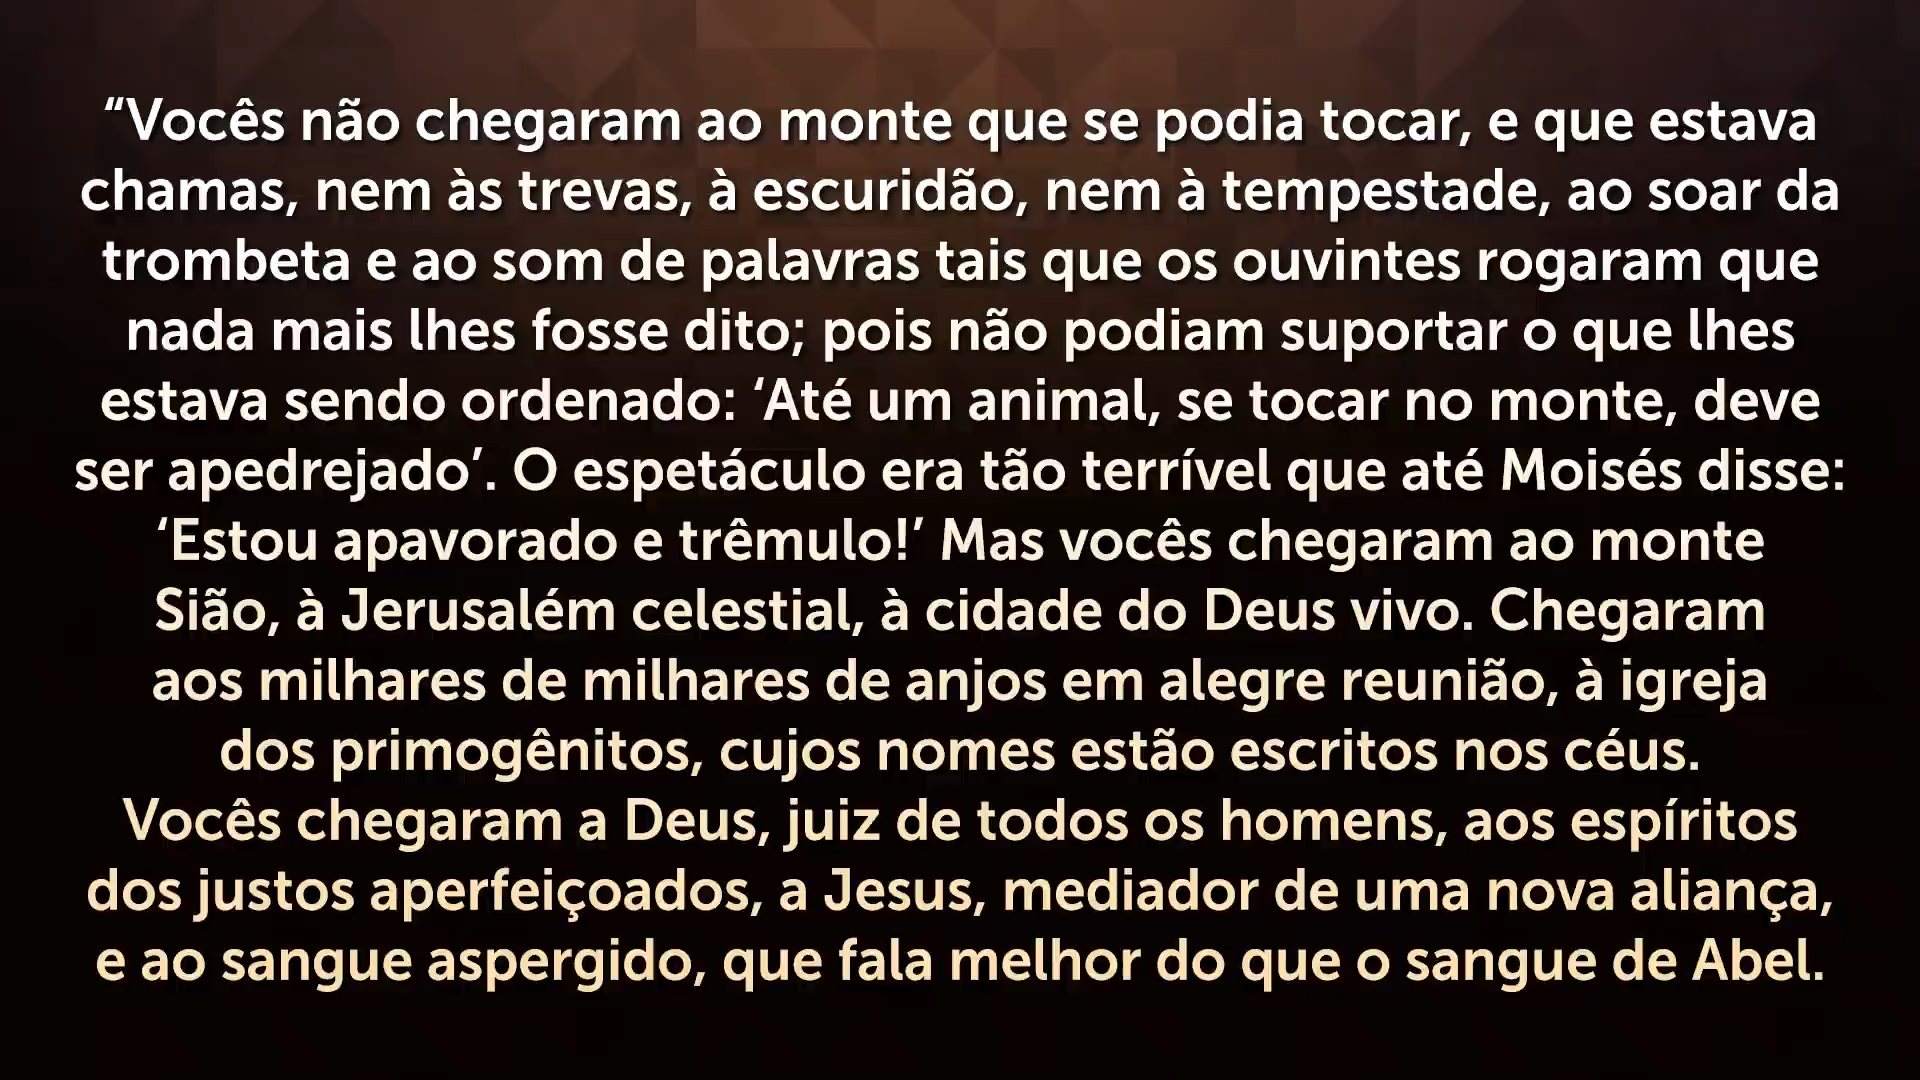 “Vocês não chegaram ao monte que se podia tocar, e que estava
chamas, nem às trevas, à escuridão, nem à tempestade, ao soar da
trombeta e ao som de palavras tais que os ouvintes rogaram que
nada mais lhes fosse dito; pois não podiam suportar o que lhes
estava sendo ordenado: ‘Até um animal, se tocar no monte, deve
ser apedrejado’. O espetáculo era tão terrível que até Moisés disse:
‘Estou apavorado e trêmulo!’ Mas vocês chegaram ao monte
Sião, à Jerusalém celestial, à cidade do Deus vivo. Chegaram
aos milhares de milhares de anjos em alegre reunião, à igreja
dos primogênitos, cujos nomes estão escritos nos céus.
Vocês chegaram a Deus, juiz de todos os homens, aos espíritos
dos justos aperfeiçoados, a Jesus, mediador de uma nova aliança,
e ao sangue aspergido, que fala melhor do que o sangue de Abel.